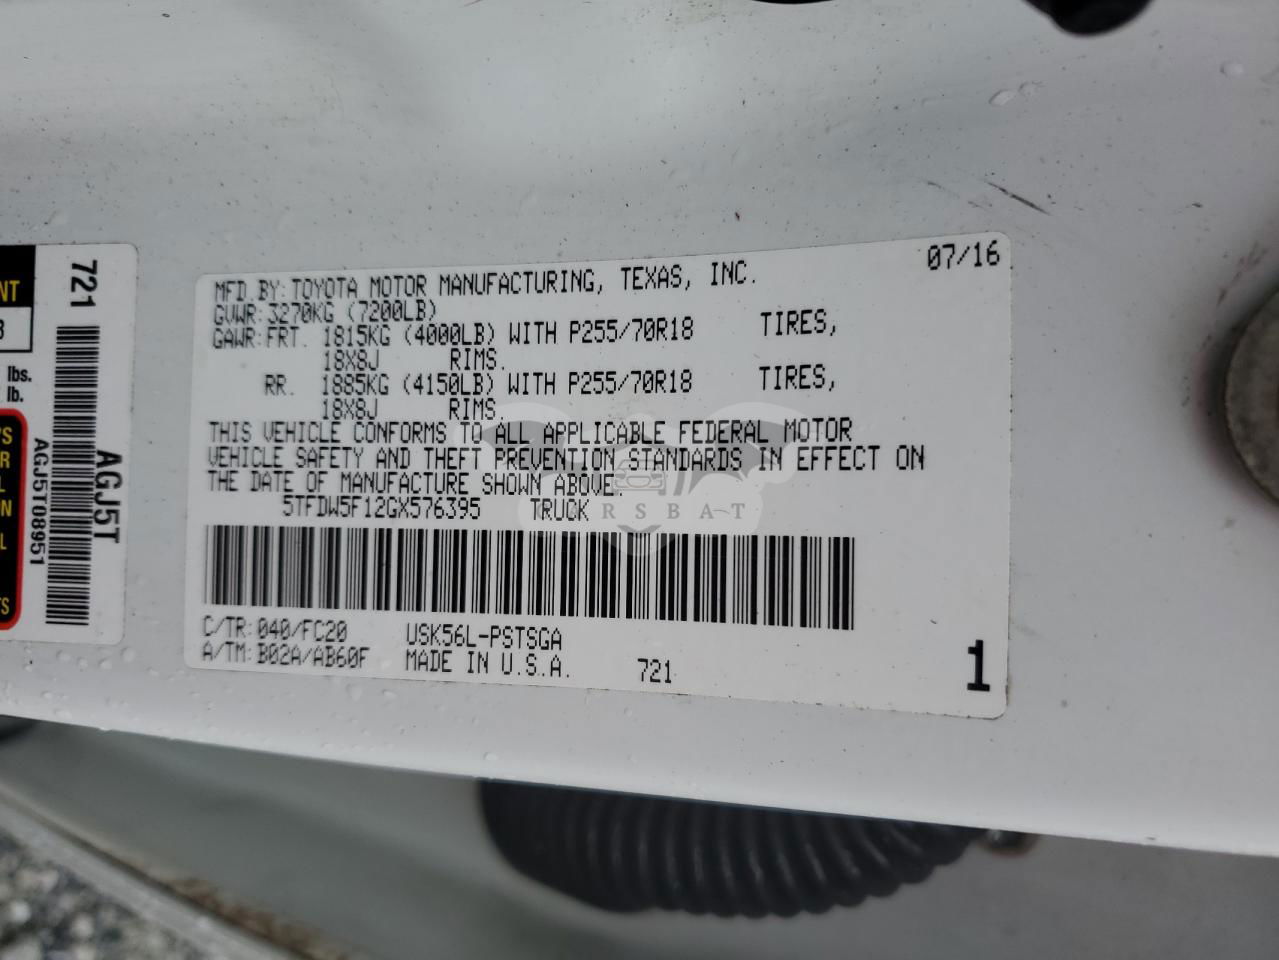 07/16
MFD. BY: TOYOTA MOTOR MANUFACTURING, TEXAS, INC.
GVWR: 3270KG (7200LB)
GAWR: FRT. 1815KG (4000LB) WITH P255/70R18 TIRES,
18X8J RIMS.
RR. 1885KG (4150LB) WITH P255/70R18 TIRES,
18X8J RIMS.
THIS VEHICLE CONFORMS TO ALL APPLICABLE FEDERAL MOTOR
VEHICLE SAFETY AND THEFT PREVENTION STANDARDS IN EFFECT ON
THE DATE OF MANUFACTURE SHOWN ABOVE.
5TFDW5F12GX576395 TRUCK
C/TR: 040/FC20 USK56L-PSTSGA
A/TM: B02A/AB60F MADE IN U.S.A. 721
1
721
AGJ5T
AGJ5T08951
lbs.
lb.
RSBAT